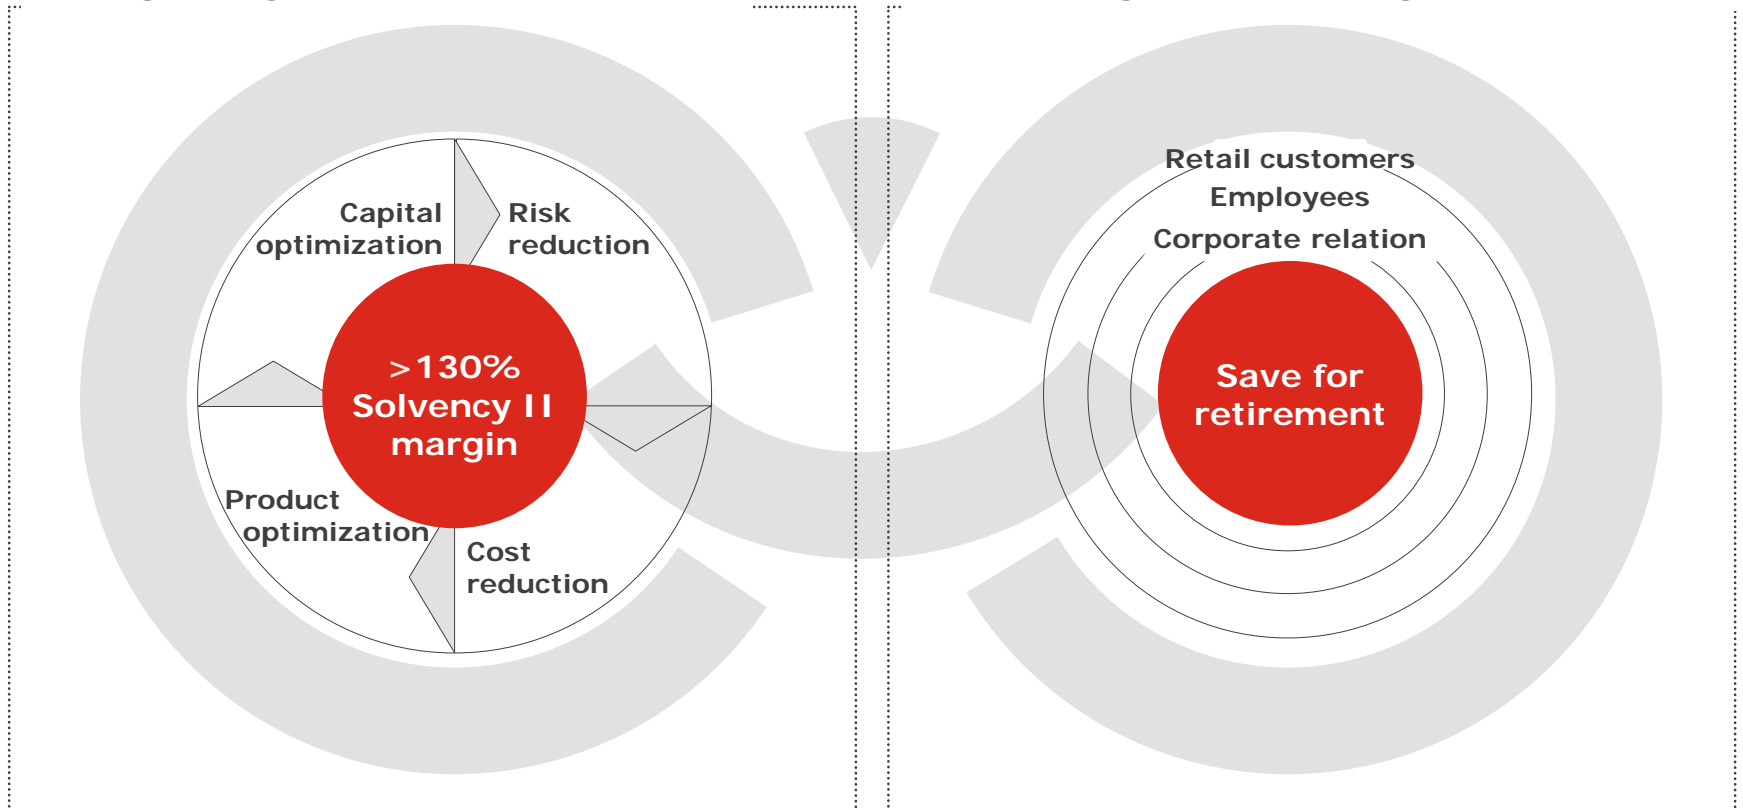 Capital
optimization
Risk
reduction
>130%
Solvency II
margin
Product
optimization
Cost
reduction
Retail customers
Employees
Corporate relation
Save for
retirement